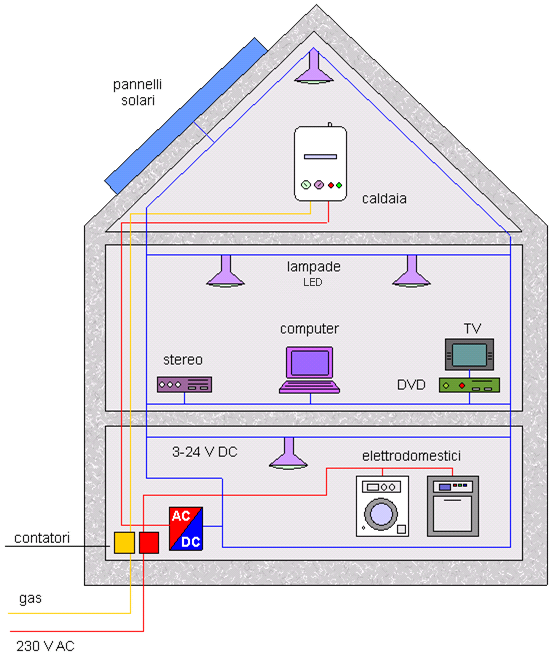 pannelli
solari
caldaia
lampade
LED
computer
TV
stereo
DVD
3-24 V DC
elettrodomestici
AC
DC
contatori
gas
230 V AC